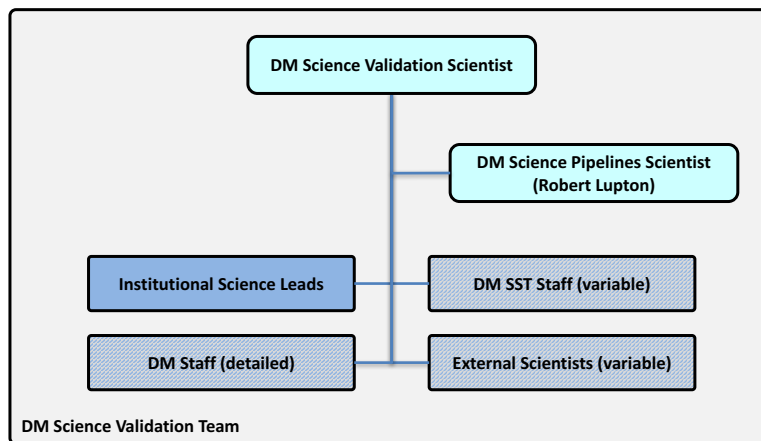 DM Science Validation Scientist
DM Science Pipelines Scientist
(Robert Lupton)
Institutional Science Leads
DM SST Staff (variable)
DM Staff (detailed)
External Scientists (variable)
DM Science Validation Team